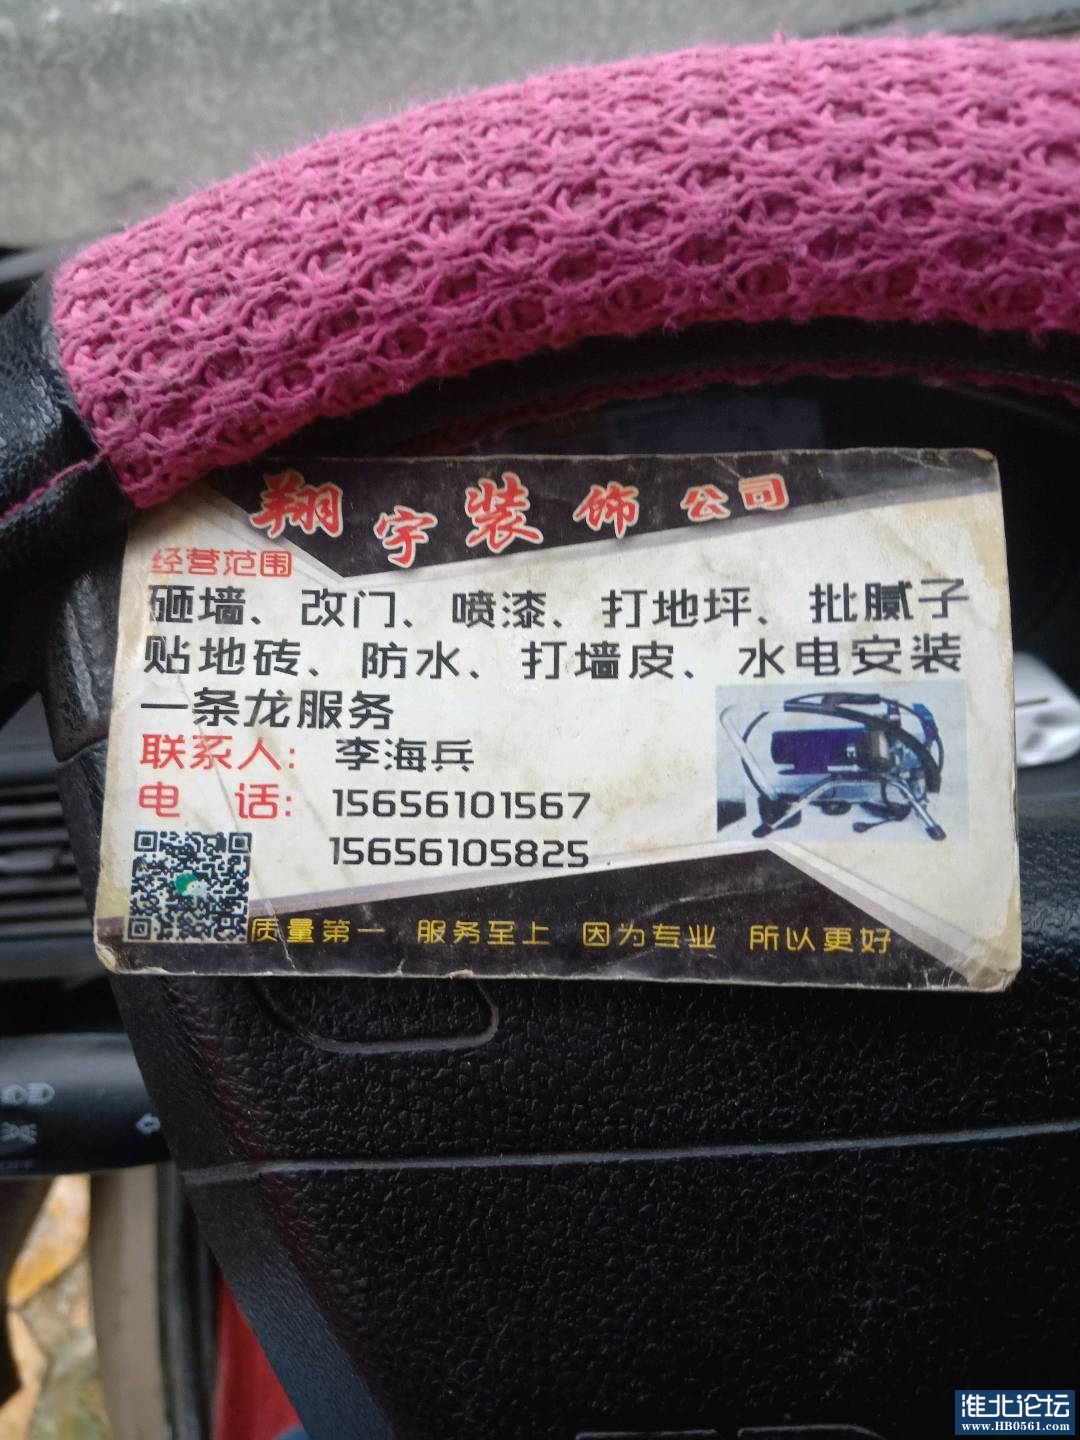 翔宇装饰公司
经营范围
砸墙、改门、喷漆、打地坪、批腻子
贴地砖、防水、打墙皮、水电安装
一条龙服务
联系人：李海兵
电 话：15656101567
15656105825
质量第一 服务至上 因为专业 所以更好
淮北论坛
www.HB0561.com